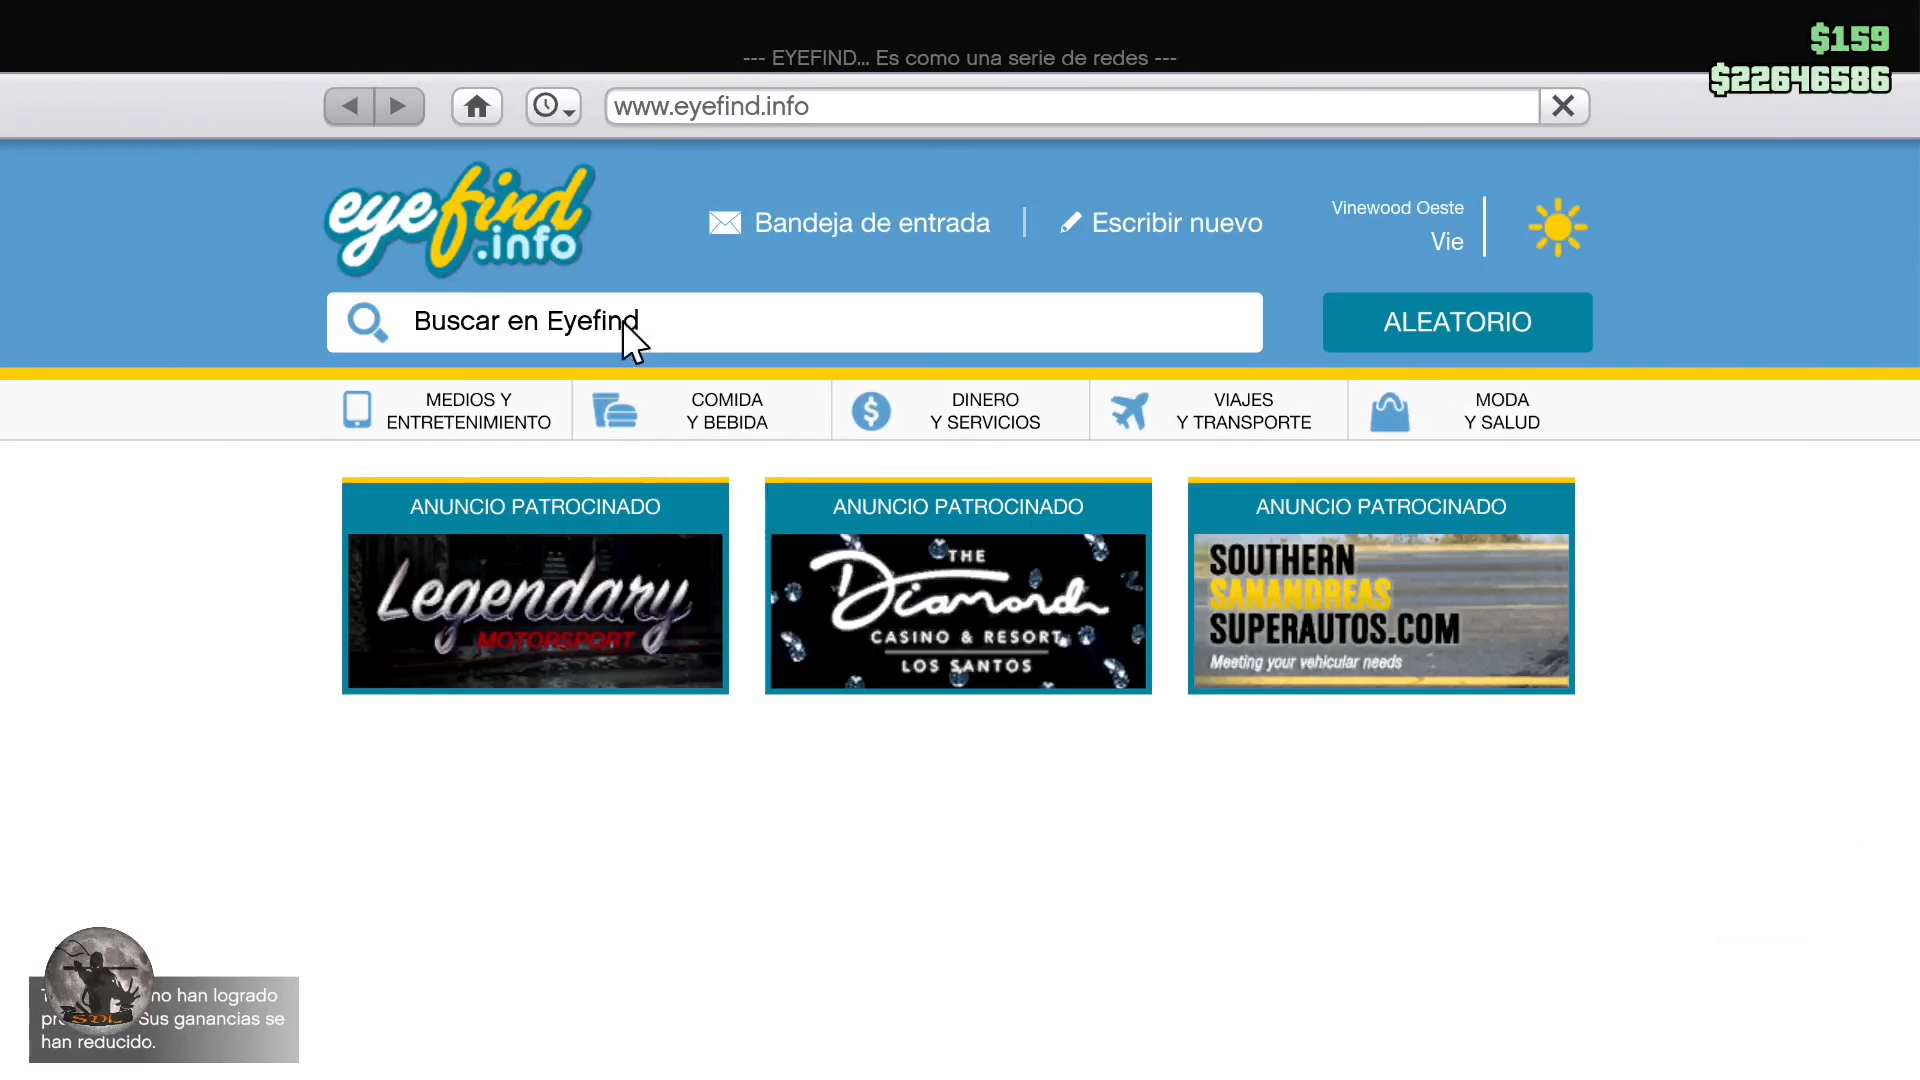 $159
--- EYEFIND... Es como una serie de redes ---
$22646586
www.eyefind.info
eyefind
.info
Bandeja de entrada
Escribir nuevo
Vinewood Oeste
Vie
Buscar en Eyefind
ALEATORIO
MEDIOS Y
ENTRETENIMIENTO
COMIDA
Y BEBIDA
DINERO
Y SERVICIOS
VIAJES
Y TRANSPORTE
MODA
Y SALUD
ANUNCIO PATROCINADO
Legendary
MOTORSPORT
ANUNCIO PATROCINADO
THE
Diamond
CASINO & RESORT
LOS SANTOS
ANUNCIO PATROCINADO
SOUTHERN
SANANDREAS
SUPERAUTOS.COM
Meeting your vehicular needs
no han logrado
Sus ganancias se
han reducido.